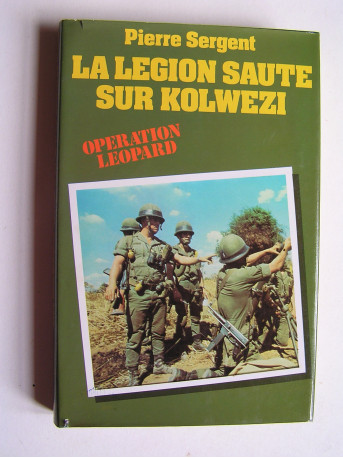 Pierre Sergent
LA LEGION SAUTE
SUR KOLWEZI
OPERATION
LEOPARD